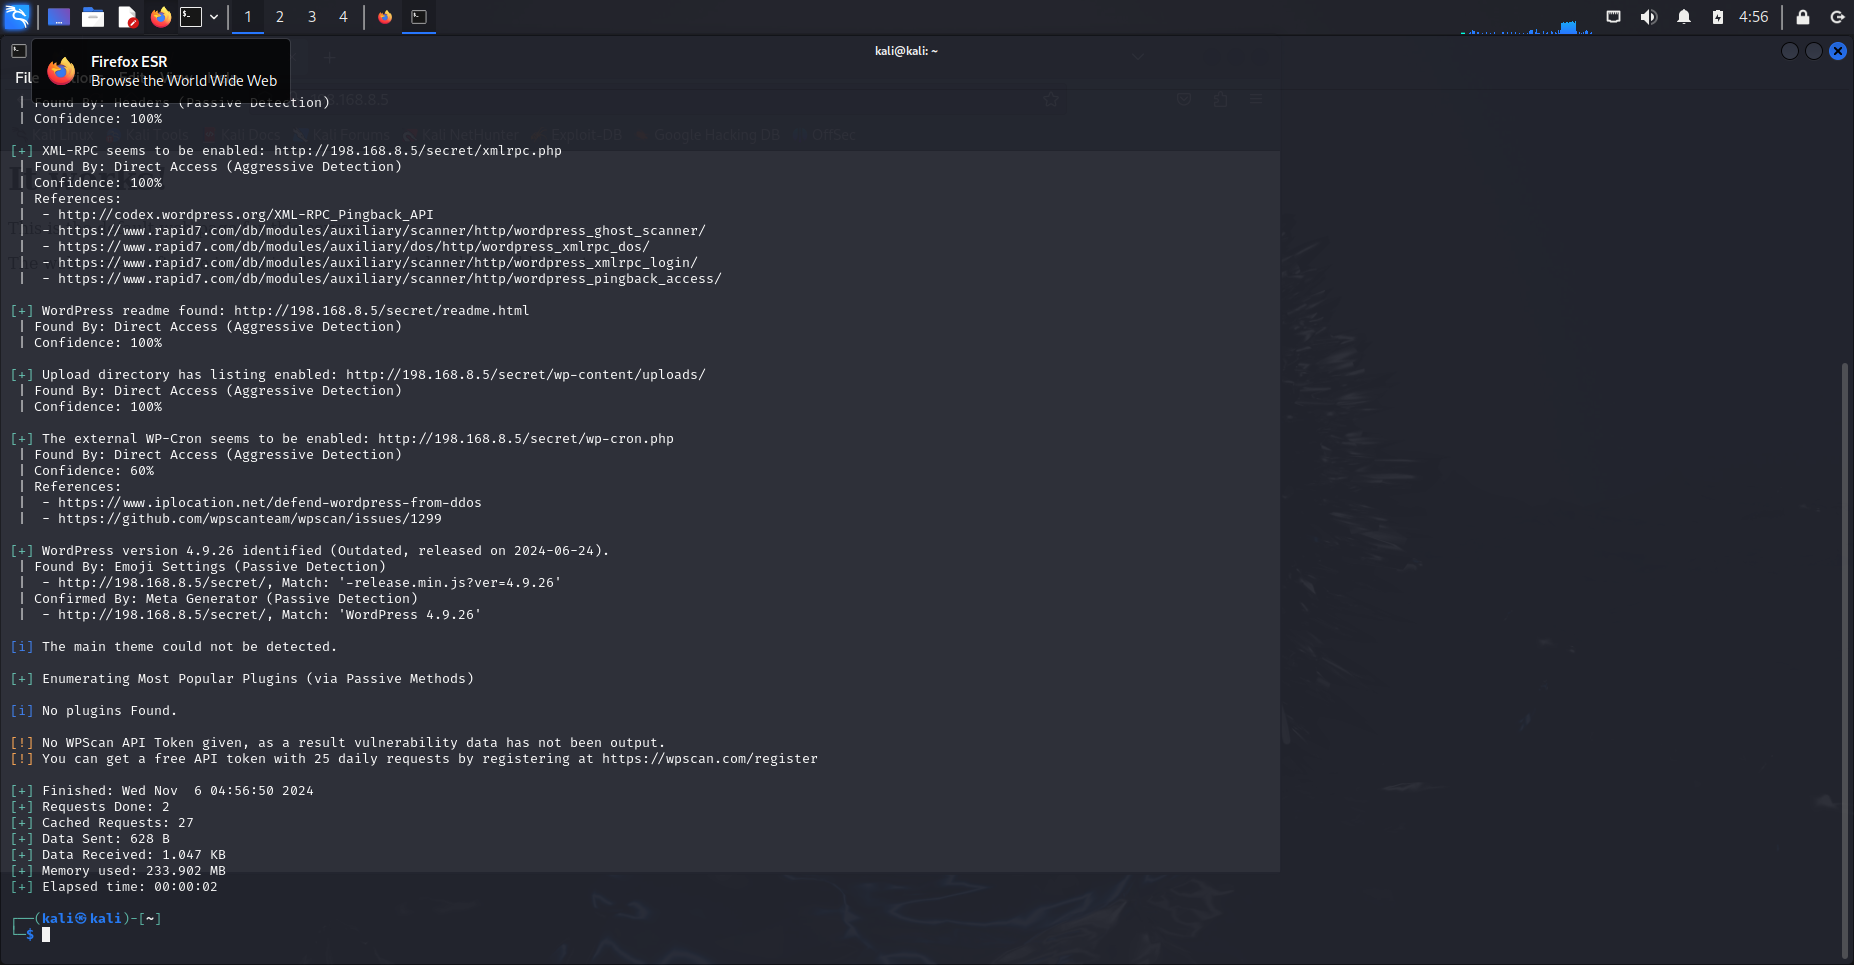 1 2 3 4
4:56
kali@kali: ~
Firefox ESR
Browse the World Wide Web
File
| Found By: Headers (Passive Detection)
| Confidence: 100%
Kali Linux Kali Tools Kali Docs Kali Forums Kali NetHunter Exploit-DB Google Hacking DB OffSec
[+] XML-RPC seems to be enabled: http://198.168.8.5/secret/xmlrpc.php
| Found By: Direct Access (Aggressive Detection)
| Confidence: 100%
| References:
| - http://codex.wordpress.org/XML-RPC_Pingback_API
| - https://www.rapid7.com/db/modules/auxiliary/scanner/http/wordpress_ghost_scanner/
| - https://www.rapid7.com/db/modules/auxiliary/dos/http/wordpress_xmlrpc_dos/
| - https://www.rapid7.com/db/modules/auxiliary/scanner/http/wordpress_xmlrpc_login/
| - https://www.rapid7.com/db/modules/auxiliary/scanner/http/wordpress_pingback_access/
[+] WordPress readme found: http://198.168.8.5/secret/readme.html
| Found By: Direct Access (Aggressive Detection)
| Confidence: 100%
[+] Upload directory has listing enabled: http://198.168.8.5/secret/wp-content/uploads/
| Found By: Direct Access (Aggressive Detection)
| Confidence: 100%
[+] The external WP-Cron seems to be enabled: http://198.168.8.5/secret/wp-cron.php
| Found By: Direct Access (Aggressive Detection)
| Confidence: 60%
| References:
| - https://www.iplocation.net/defend-wordpress-from-ddos
| - https://github.com/wpscanteam/wpscan/issues/1299
[+] WordPress version 4.9.26 identified (Outdated, released on 2024-06-24).
| Found By: Emoji Settings (Passive Detection)
| - http://198.168.8.5/secret/, Match: '-release.min.js?ver=4.9.26'
| Confirmed By: Meta Generator (Passive Detection)
| - http://198.168.8.5/secret/, Match: 'WordPress 4.9.26'
[i] The main theme could not be detected.
[+] Enumerating Most Popular Plugins (via Passive Methods)
[i] No plugins Found.
[!] No WPScan API Token given, as a result vulnerability data has not been output.
[!] You can get a free API token with 25 daily requests by registering at https://wpscan.com/register
[+] Finished: Wed Nov  6 04:56:50 2024
[+] Requests Done: 2
[+] Cached Requests: 27
[+] Data Sent: 628 B
[+] Data Received: 1.047 KB
[+] Memory used: 233.902 MB
[+] Elapsed time: 00:00:02
┌──(kali㉿kali)-[~]
└─$